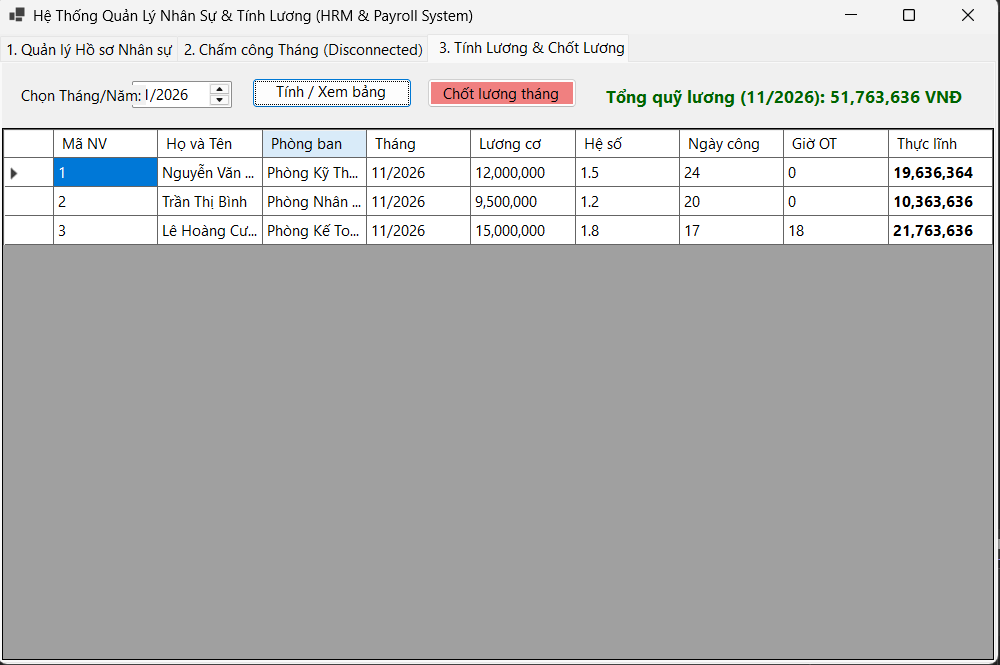 Hệ Thống Quản Lý Nhân Sự & Tính Lương (HRM & Payroll System)
1. Quản lý Hồ sơ Nhân sự 2. Chấm công Tháng (Disconnected) 3. Tính Lương & Chốt Lương
Chọn Tháng/Năm: /2026 Tính / Xem bảng Chốt lương tháng Tổng quỹ lương (11/2026): 51,763,636 VNĐ
Mã NV Họ và Tên Phòng ban Tháng Lương cơ Hệ số Ngày công Giờ OT Thực lĩnh
1 Nguyễn Văn ... Phòng Kỹ Th... 11/2026 12,000,000 1.5 24 0 19,636,364
2 Trần Thị Bình Phòng Nhân ... 11/2026 9,500,000 1.2 20 0 10,363,636
3 Lê Hoàng Cư... Phòng Kế To... 11/2026 15,000,000 1.8 17 18 21,763,636